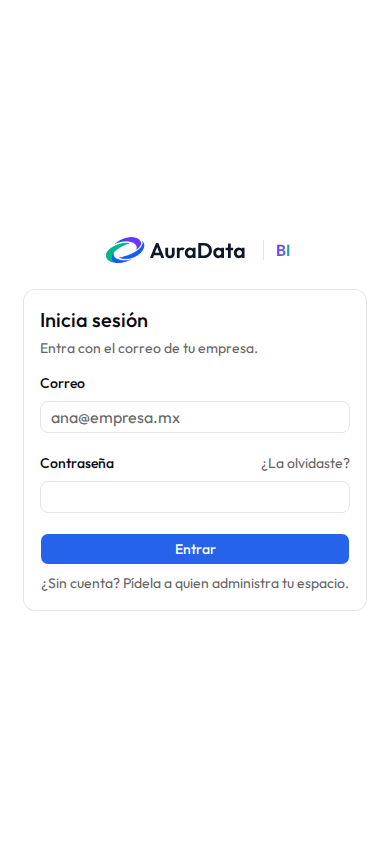 AuraData | BI
Inicia sesión
Entra con el correo de tu empresa.
Correo
ana@empresa.mx
Contraseña ¿La olvidaste?
Entrar
¿Sin cuenta? Pídela a quien administra tu espacio.